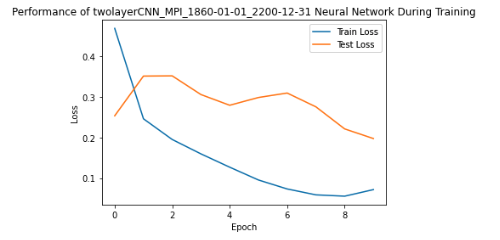 Performance of twolayerCNN_MPI_1860-01-01_2200-12-31 Neural Network During Training
Train Loss
Test Loss
0.4
0.3
0.2
0.1
Loss
0 2 4 6 8
Epoch